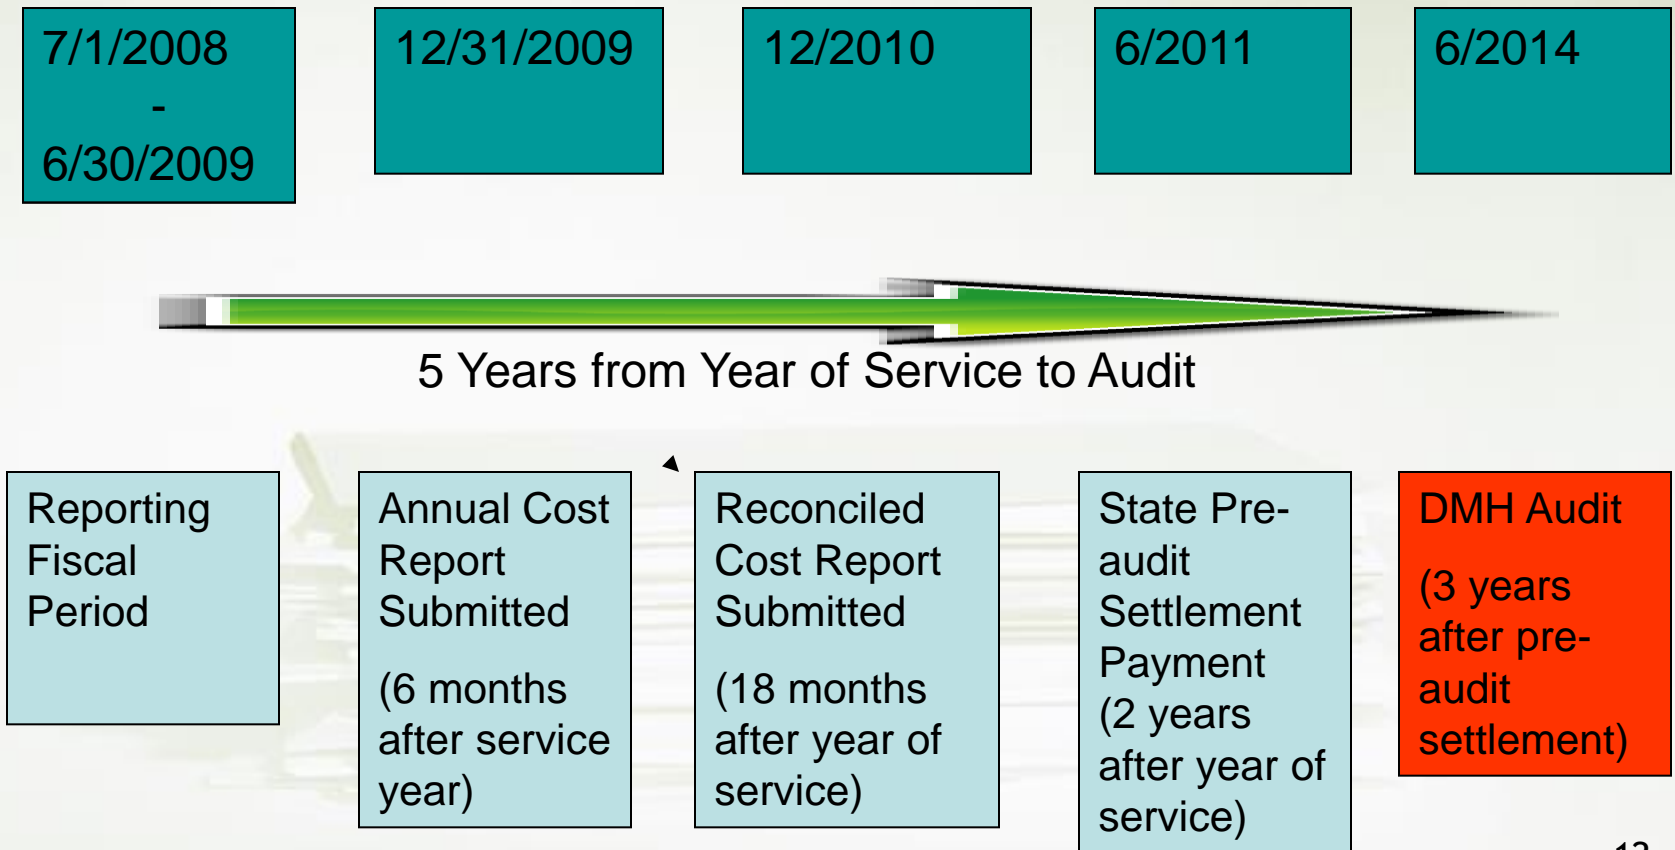 7/1/2008
-
6/30/2009
12/31/2009
12/2010
6/2011
6/2014
5 Years from Year of Service to Audit
Reporting
Fiscal
Period
Annual Cost
Report
Submitted
(6 months
after service
year)
Reconciled
Cost Report
Submitted
(18 months
after year of
service)
State Pre-
audit
Settlement
Payment
(2 years
after year of
service)
DMH Audit
(3 years
after pre-
audit
settlement)